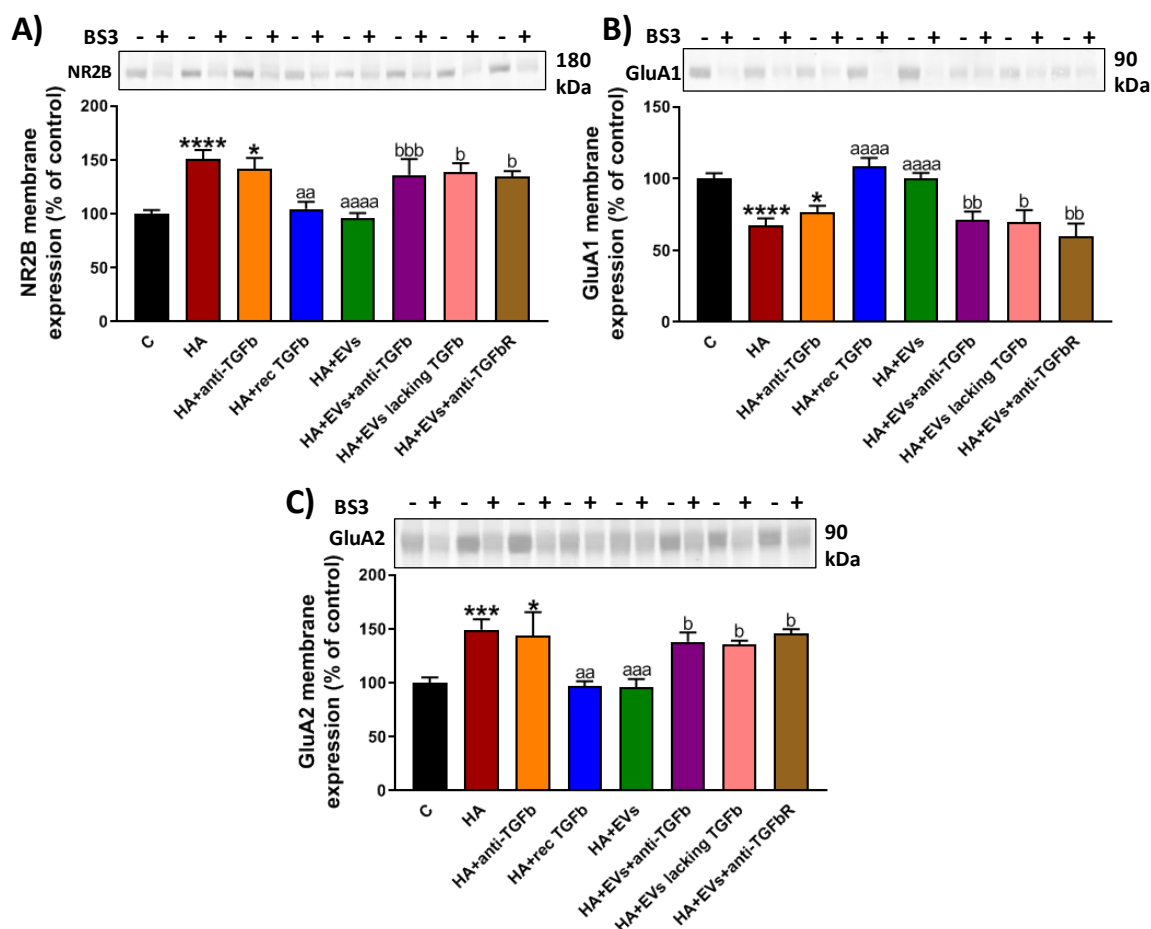 A)
BS3 - + - + - + - + - + - + - + - +
NR2B
180
kDa
NR2B membrane
expression (% of control)
200
150
100
50
0
**** * aa aaaa bbb b b
C
HA
HA+anti-TGFb
HA+rec TGFb
HA+EVs
HA+EVs+anti-TGFb
HA+EVs lacking TGFb
HA+EVs+anti-TGFbR
B)
BS3 - + - + - + - + - + - + - + - +
GluA1
90
kDa
GluA1 membrane
expression (% of control)
150
100
50
0
**** * aaaa aaaa bb b bb
C
HA
HA+anti-TGFb
HA+rec TGFb
HA+EVs
HA+EVs+anti-TGFb
HA+EVs lacking TGFb
HA+EVs+anti-TGFbR
C)
BS3 - + - + - + - + - + - + - + - +
GluA2
90
kDa
GluA2 membrane
expression (% of control)
200
150
100
50
0
*** * aa aaa b b b
C
HA
HA+anti-TGFb
HA+rec TGFb
HA+EVs
HA+EVs+anti-TGFb
HA+EVs lacking TGFb
HA+EVs+anti-TGFbR